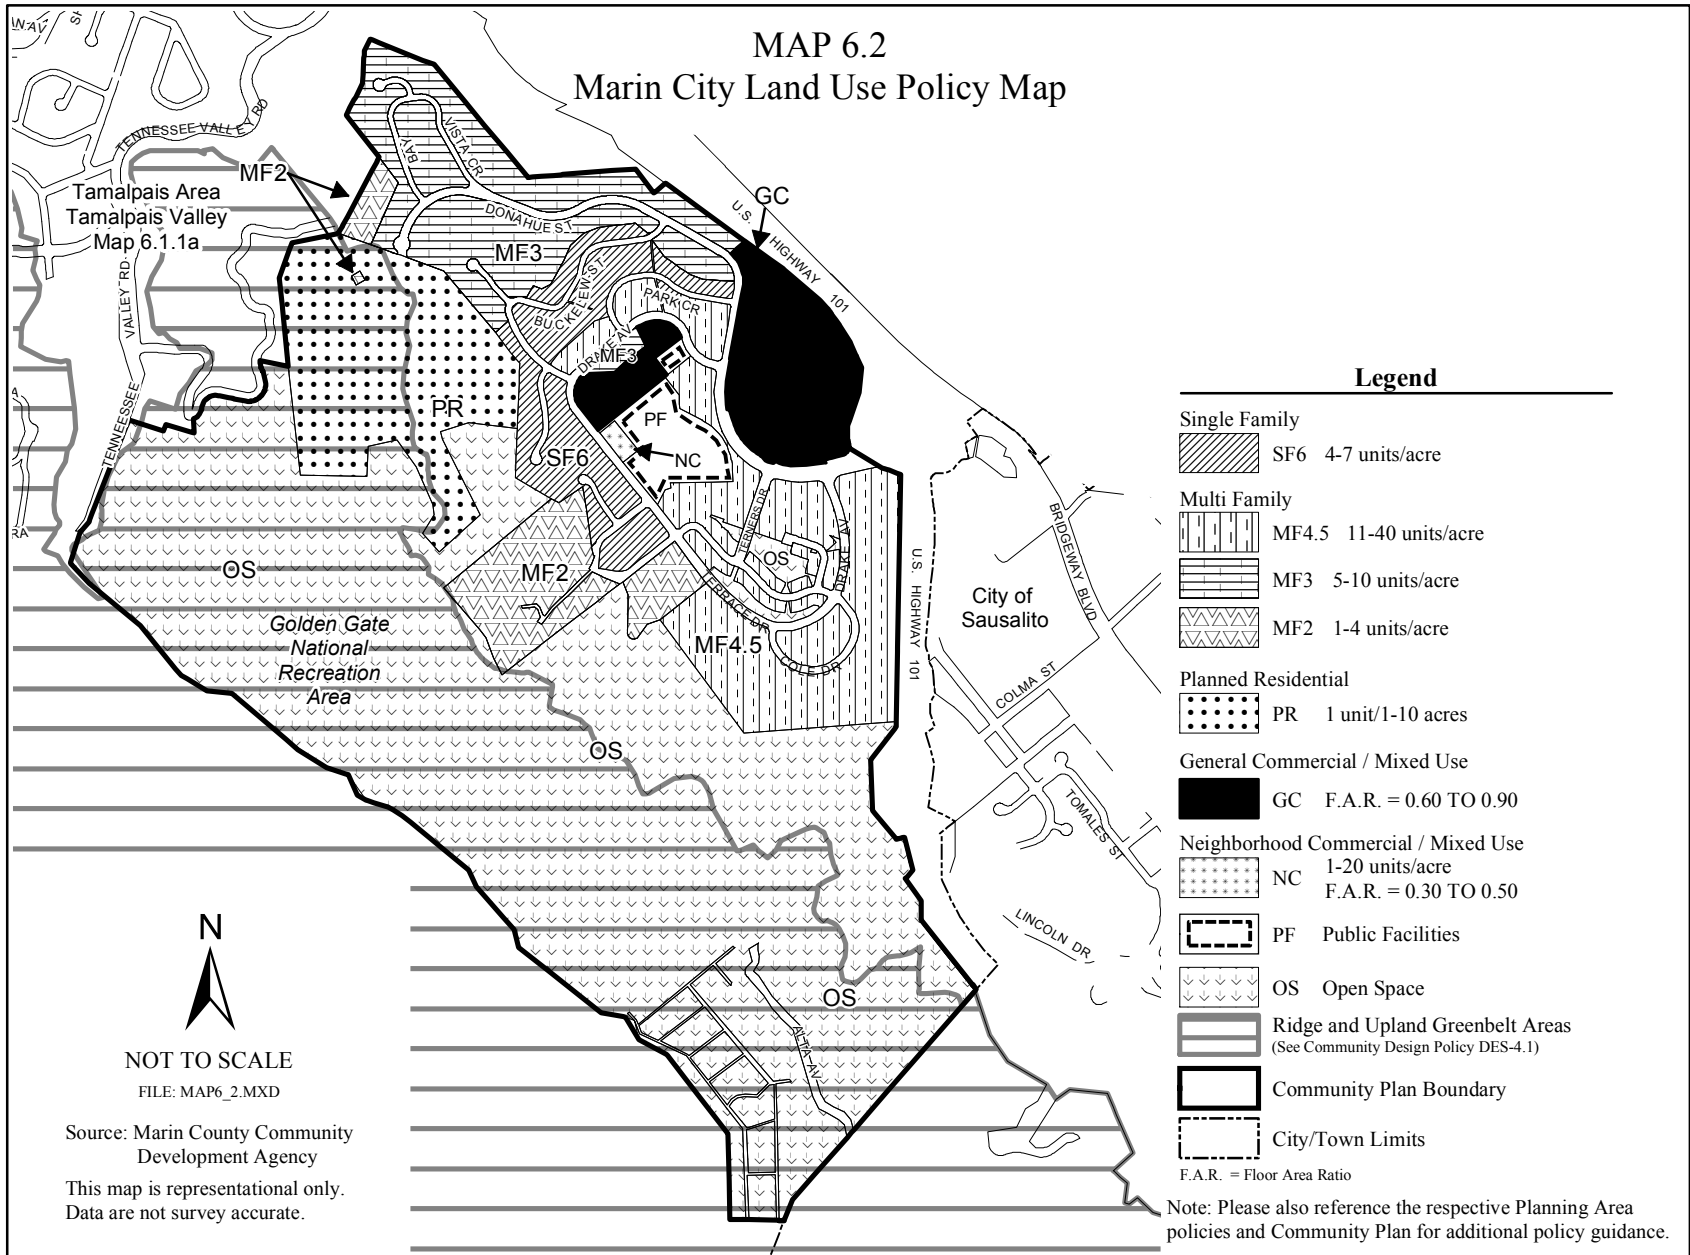 MAP 6.2
Marin City Land Use Policy Map
N AV
TENNESSEE VALLEY RD
MF2
Tamalpais Area
Tamalpais Valley
Map 6.1.1a
BAY
VISTA CR
GC
U.S. HIGHWAY 101
DONAHUE ST
MF3
VALLEY RD
BUCKELEW ST
PARK CR
DRAKE AV
MF3
TENNESSEE
PR
PF
NC
SF6
RA
OS
MF2
DRAKE AV
OS
BRIDGEWAY BLVD
U.S. HIGHWAY 101
City of
Sausalito
Golden Gate
National
Recreation
Area
TERRACE DR
MF4.5
COLE DR
COLMA ST
OS
TOMALES ST
LINCOLN DR
OS
ALTA AV
N
NOT TO SCALE
FILE: MAP6_2.MXD
Source: Marin County Community
Development Agency
This map is representational only.
Data are not survey accurate.
Legend
Single Family
SF6 4-7 units/acre
Multi Family
MF4.5 11-40 units/acre
MF3 5-10 units/acre
MF2 1-4 units/acre
Planned Residential
PR 1 unit/1-10 acres
General Commercial / Mixed Use
GC F.A.R. = 0.60 TO 0.90
Neighborhood Commercial / Mixed Use
1-20 units/acre
NC
F.A.R. = 0.30 TO 0.50
PF Public Facilities
OS Open Space
Ridge and Upland Greenbelt Areas
(See Community Design Policy DES-4.1)
Community Plan Boundary
City/Town Limits
F.A.R. = Floor Area Ratio
Note: Please also reference the respective Planning Area
policies and Community Plan for additional policy guidance.